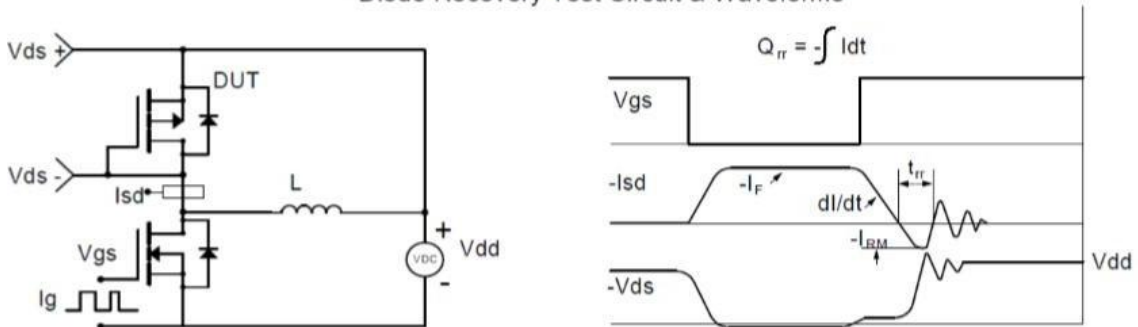 Diode Recovery Test Circuit & Waveforms
Vds +
DUT
Vds -
Isd
L
Vgs
Ig
+
VDC
-
Vdd
Qrr = -∫ Idt
Vgs
trr
-Isd
-IF
dI/dt
-IRM
Vdd
-Vds